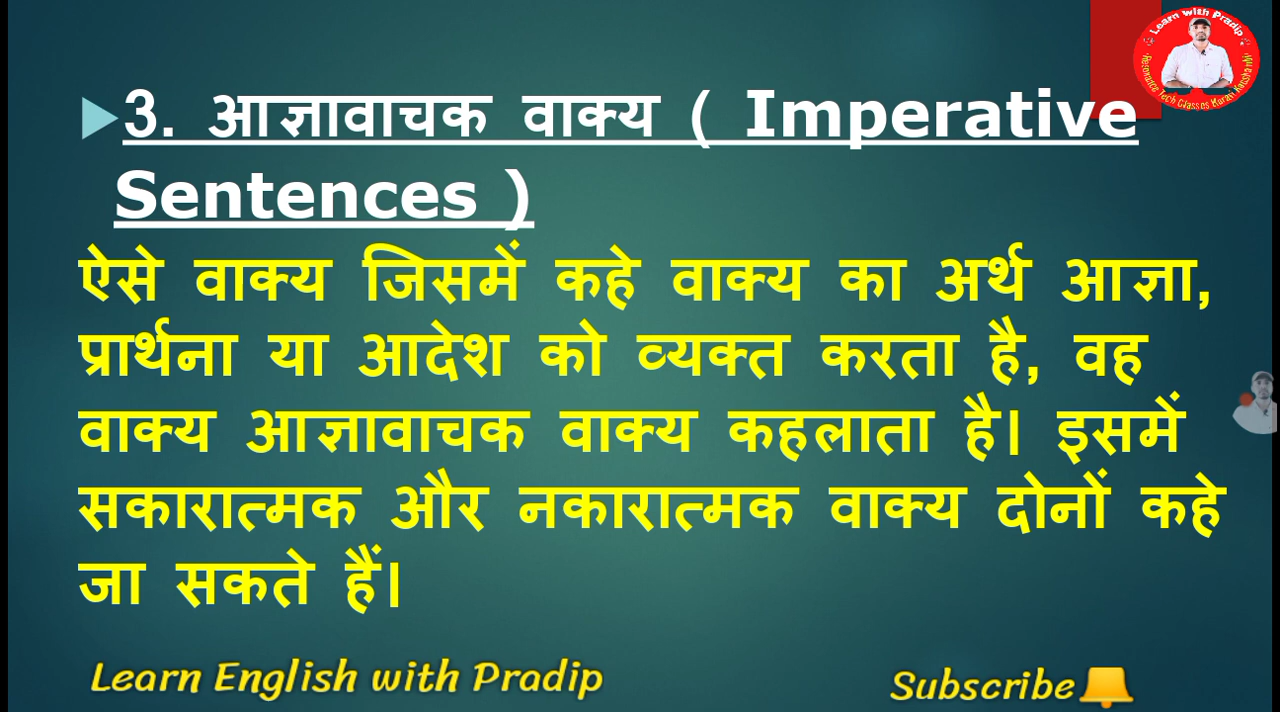 Learn with Pradip
3. आज्ञावाचक वाक्य ( Imperative
Sentences )
ऐसे वाक्य जिसमें कहे वाक्य का अर्थ आज्ञा,
प्रार्थना या आदेश को व्यक्त करता है, वह
वाक्य आज्ञावाचक वाक्य कहलाता है। इसमें
सकारात्मक और नकारात्मक वाक्य दोनों कहे
जा सकते हैं।
Learn English with Pradip
Subscribe